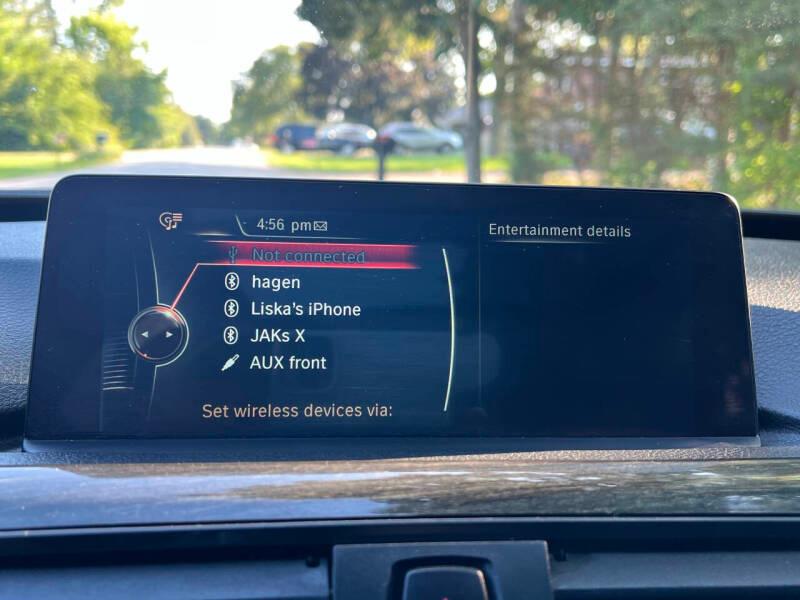 4:56 pm
Entertainment details
Not connected
hagen
Liska's iPhone
JAKs X
AUX front
Set wireless devices via: